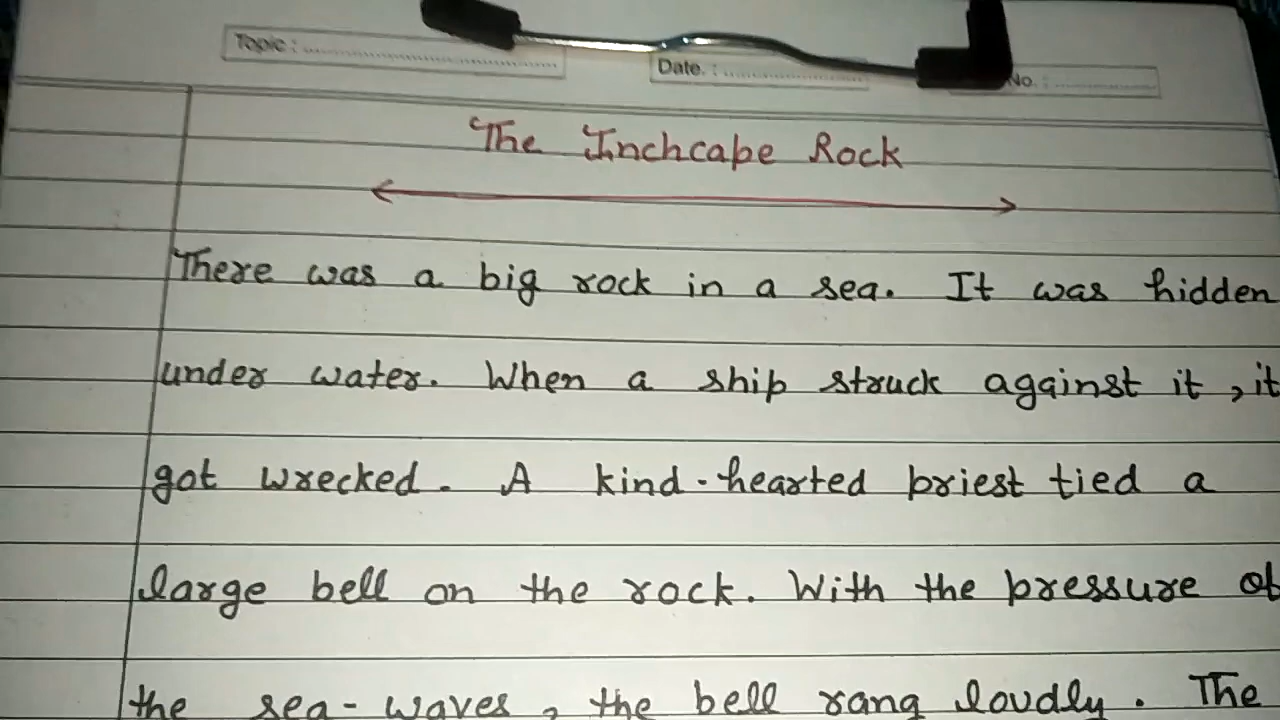 Topic : ........................
Date. : ........................
No. : ........................
The Inchcape Rock
There was a big rock in a sea. It was hidden
under water. When a ship struck against it, it
got wrecked. A kind-hearted priest tied a
large bell on the rock. With the pressure of
the sea-waves, the bell rang loudly. The